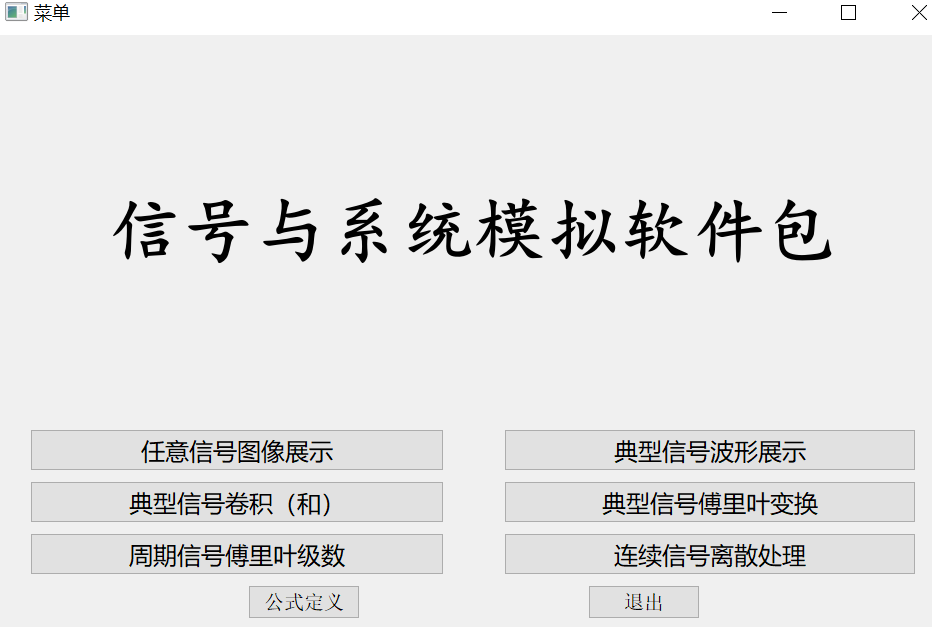 菜单
信号与系统模拟软件包
任意信号图像展示
典型信号波形展示
典型信号卷积（和）
典型信号傅里叶变换
周期信号傅里叶级数
连续信号离散处理
公式定义
退出